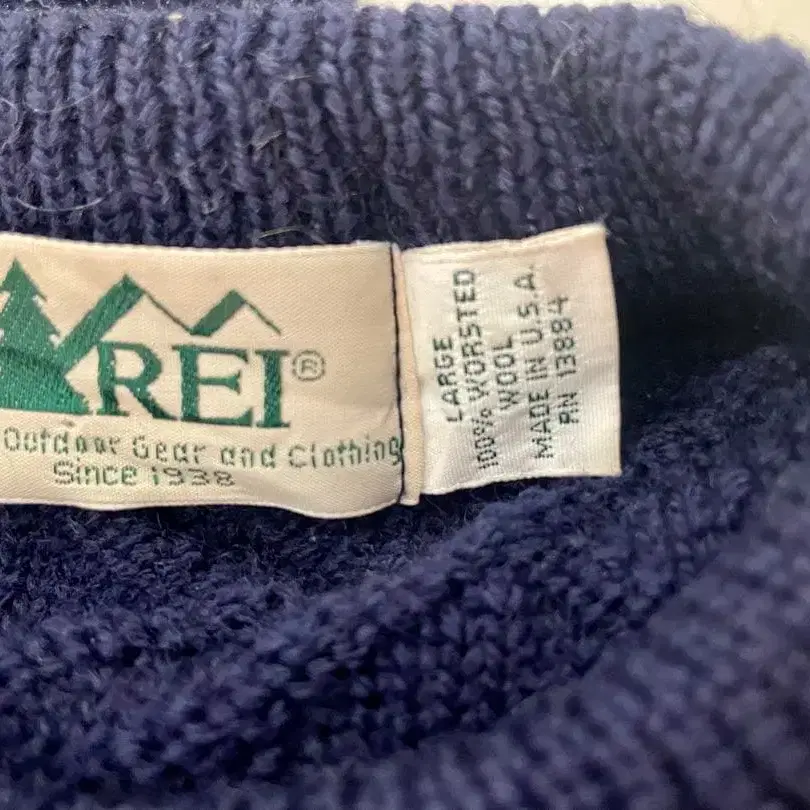 REI®
Outdoor Gear and Clothing
Since 1938
LARGE
100% WORSTED
WOOL
MADE IN U.S.A.
RN 13884